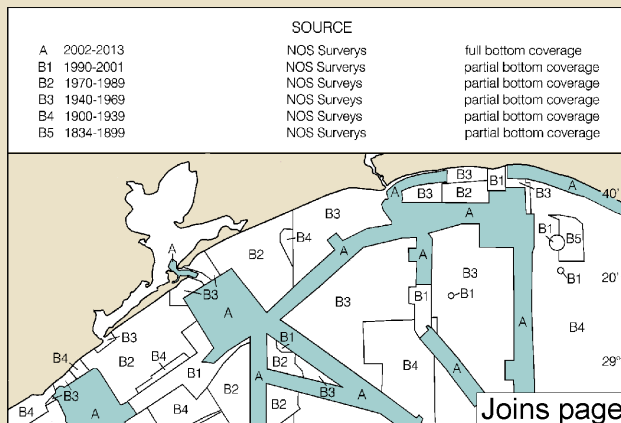 SOURCE
A 2002-2013 NOS Surverys full bottom coverage
B1 1990-2001 NOS Surverys partial bottom coverage
B2 1970-1989 NOS Surveys partial bottom coverage
B3 1940-1969 NOS Surverys partial bottom coverage
B4 1900-1939 NOS Surverys partial bottom coverage
B5 1834-1899 NOS Surverys partial bottom coverage
B3 B1 A
A B3 B2 B3 40'
B3 A
B1
B4 B5
A B2 A A
B3 B1 20'
B3 B1 B1
A B3
A B4
B3 B1
B4 B2 B4 B2 B4 29°
B1 A A
B3 B2 B3 A
B4 A B4 B2 Joins page